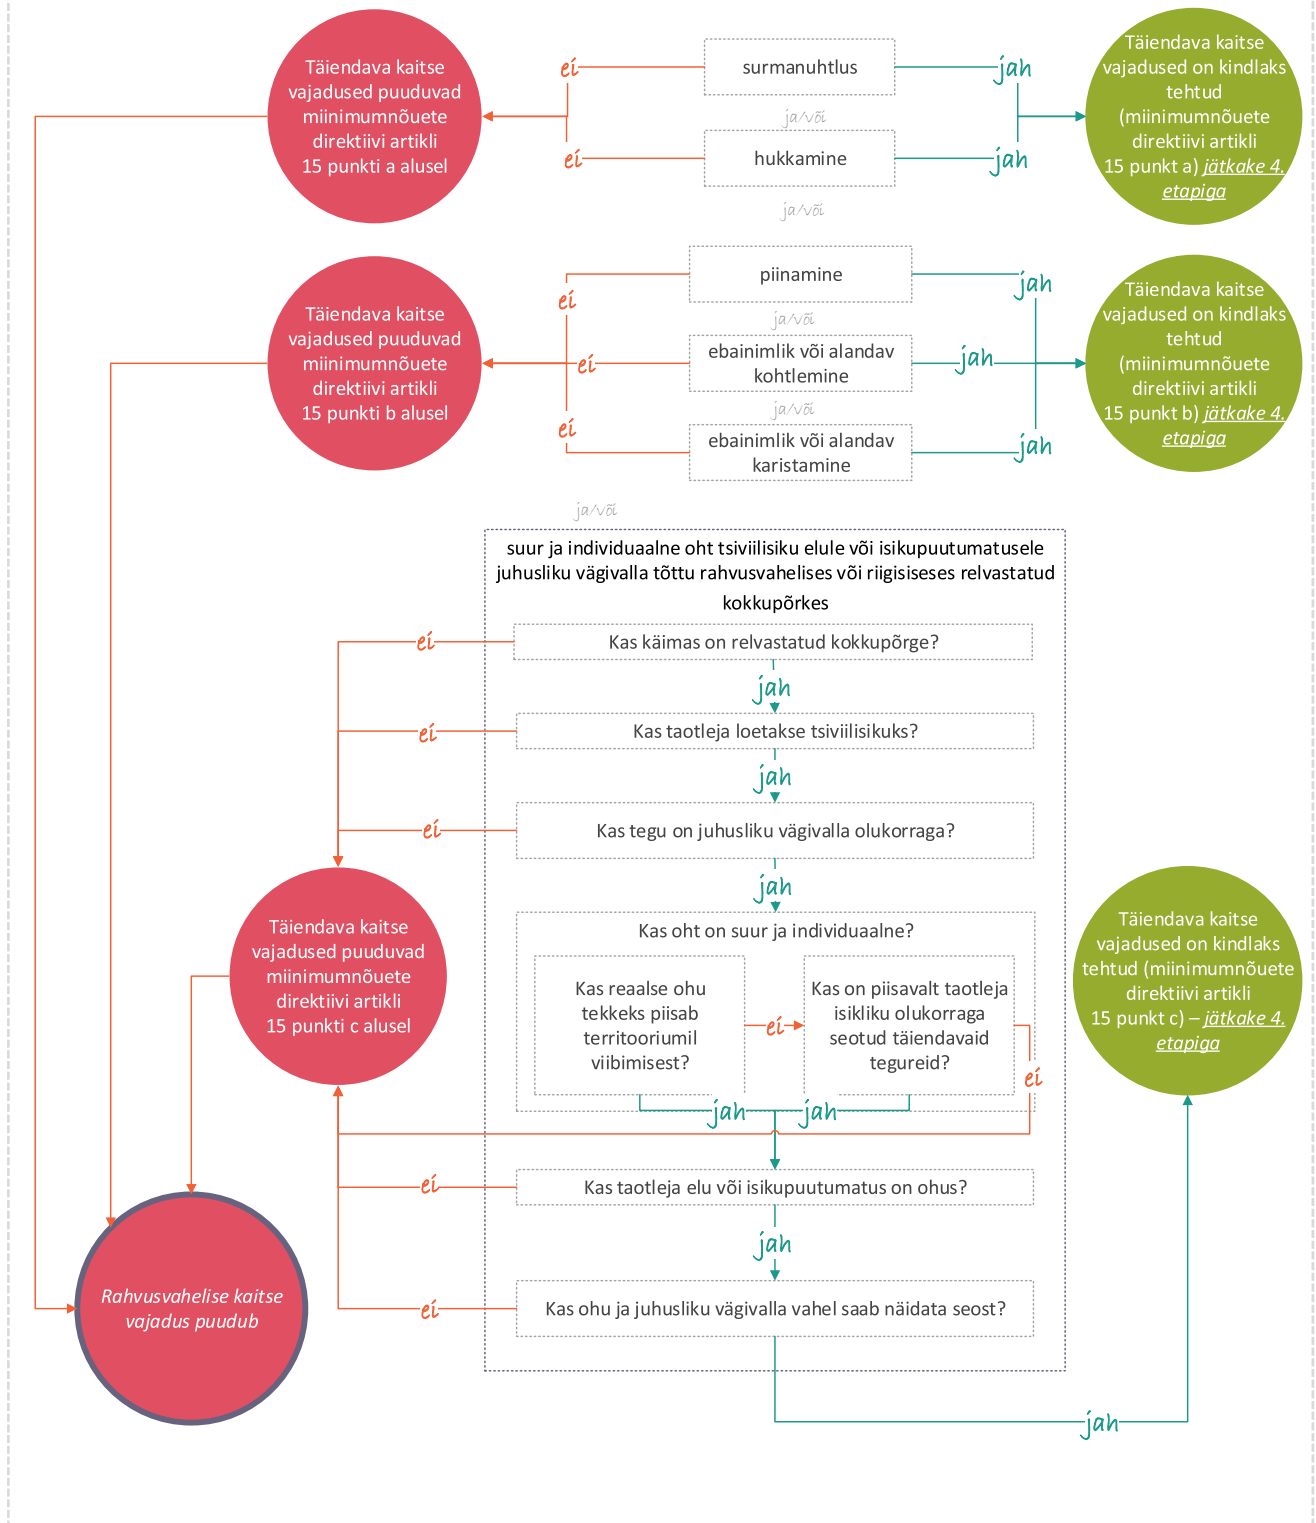 Täiendava kaitse
vajadused puuduvad
miinimumnõuete
direktiivi artikli
15 punkti a alusel
ei
surmanuhtlus
jah
ja/või
ei
hukkamine
jah
Täiendava kaitse
vajadused on kindlaks
tehtud
(miinimumnõuete
direktiivi artikli
15 punkt a) jätkake 4.
etapiga
ja/või
Täiendava kaitse
vajadused puuduvad
miinimumnõuete
direktiivi artikli
15 punkti b alusel
ei
piinamine
jah
ja/või
ei
ebainimlik või alandav
kohtlemine
jah
ja/või
ei
ebainimlik või alandav
karistamine
jah
Täiendava kaitse
vajadused on kindlaks
tehtud
(miinimumnõuete
direktiivi artikli
15 punkt b) jätkake 4.
etapiga
ja/või
suur ja individuaalne oht tsiviilisiku elule või isikupuutumatusele
juhusliku vägivalla tõttu rahvusvahelises või riigisiseses relvastatud
kokkupõrkes
ei
Kas käimas on relvastatud kokkupõrge?
jah
ei
Kas taotleja loetakse tsiviilisikuks?
jah
ei
Kas tegu on juhusliku vägivalla olukorraga?
jah
Täiendava kaitse
vajadused puuduvad
miinimumnõuete
direktiivi artikli
15 punkti c alusel
Kas oht on suur ja individuaalne?
Kas reaalse ohu
tekkeks piisab
territooriumil
viibimisest?
ei
Kas on piisavalt taotleja
isikliku olukorraga
seotud täiendavaid
tegureid?
ei
jah
jah
Täiendava kaitse
vajadused on kindlaks
tehtud (miinimumnõuete
direktiivi artikli
15 punkt c) – jätkake 4.
etapiga
ei
Kas taotleja elu või isikupuutumatus on ohus?
jah
ei
Kas ohu ja juhusliku vägivalla vahel saab näidata seost?
jah
Rahvusvahelise kaitse
vajadus puudub